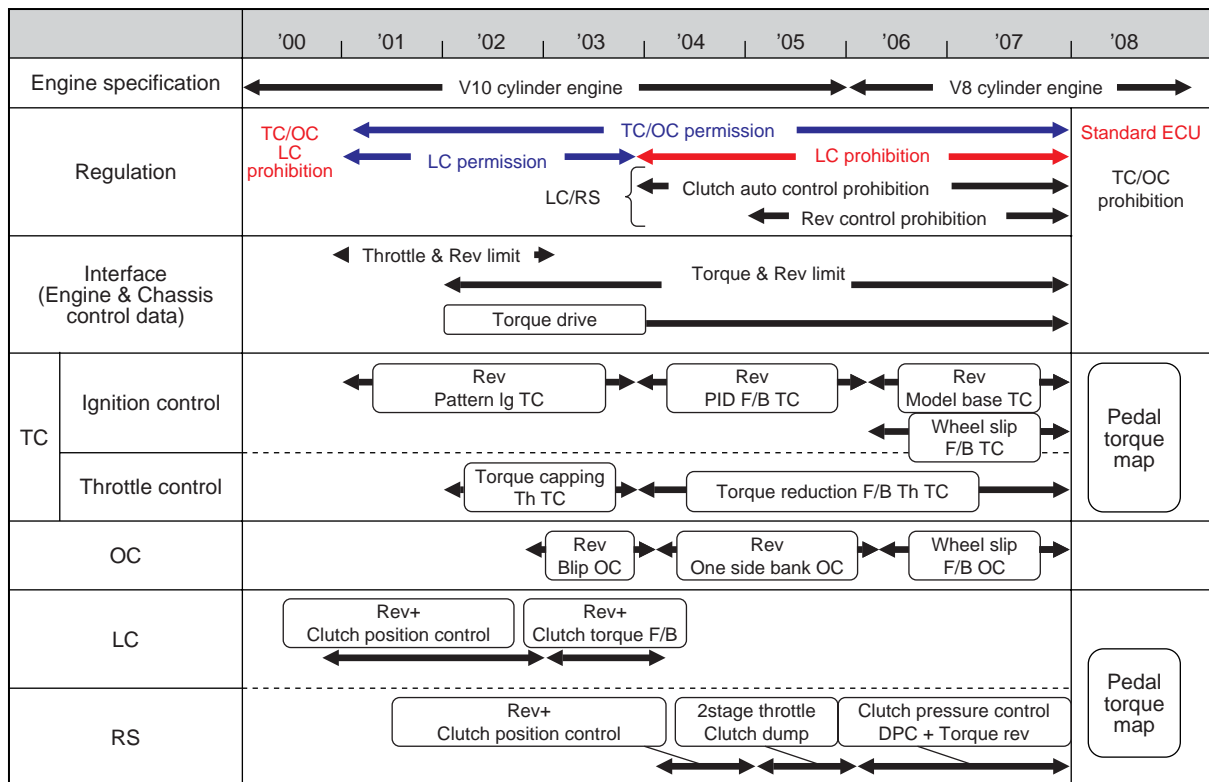 ’00 ’01 ’02 ’03 ’04 ’05 ’06 ’07 ’08
Engine specification
V10 cylinder engine
V8 cylinder engine
Regulation
TC/OC
LC
prohibition
TC/OC permission
LC permission
LC prohibition
LC/RS
Clutch auto control prohibition
Rev control prohibition
Standard ECU
TC/OC
prohibition
Interface
(Engine & Chassis
control data)
Throttle & Rev limit
Torque & Rev limit
Torque drive
TC
Ignition control
Rev
Pattern Ig TC
Rev
PID F/B TC
Rev
Model base TC
Wheel slip
F/B TC
Throttle control
Torque capping
Th TC
Torque reduction F/B Th TC
Pedal
torque
map
OC
Rev
Blip OC
Rev
One side bank OC
Wheel slip
F/B OC
LC
Rev+
Clutch position control
Rev+
Clutch torque F/B
RS
Rev+
Clutch position control
2stage throttle
Clutch dump
Clutch pressure control
DPC + Torque rev
Pedal
torque
map